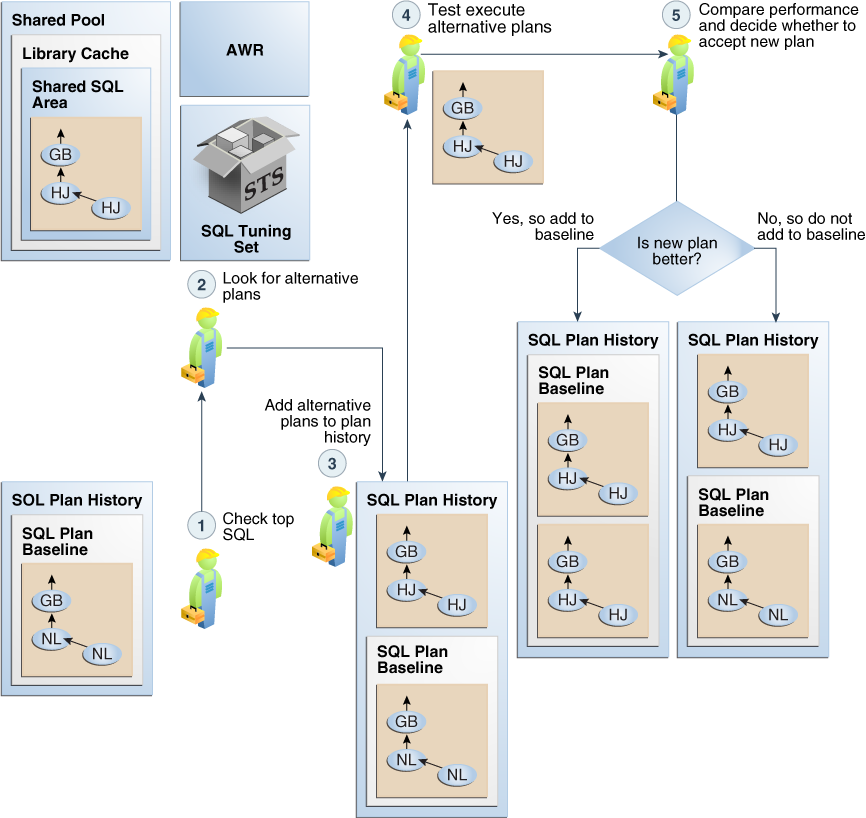 Shared Pool
Library Cache
Shared SQL
Area
GB
HJ
HJ
AWR
STS
SQL Tuning
Set
4
Test execute
alternative plans
GB
HJ
HJ
5
Compare performance
and decide whether to
accept new plan
Yes, so add to
baseline
Is new plan
better?
No, so do not
add to baseline
2
Look for alternative
plans
Add alternative
plans to plan
history
3
1
Check top
SQL
SOL Plan History
SQL Plan
Baseline
GB
NL
NL
SQL Plan History
GB
HJ
HJ
SQL Plan
Baseline
GB
NL
NL
SQL Plan History
SQL Plan
Baseline
GB
HJ
HJ
GB
HJ
HJ
SQL Plan History
GB
HJ
HJ
SQL Plan
Baseline
GB
NL
NL